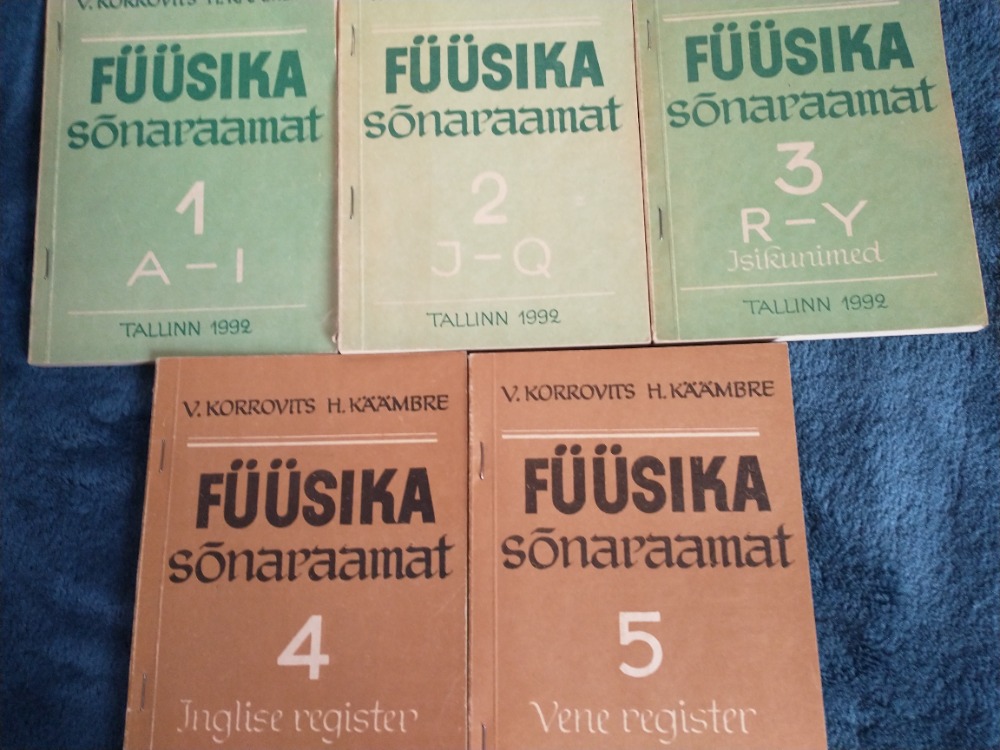 V. KORROVITS
FÜÜSIKA
sõnaraamat
1
A – I
TALLINN 1992
FÜÜSIKA
sõnaraamat
2
J – Q
TALLINN 1992
FÜÜSIKA
sõnaraamat
3
R – Y
Isikunimed
TALLINN 1992
V. KORROVITS H. KÄÄMBRE
FÜÜSIKA
sõnaraamat
4
Inglise register
V. KORROVITS H. KÄÄMBRE
FÜÜSIKA
sõnaraamat
5
Vene register